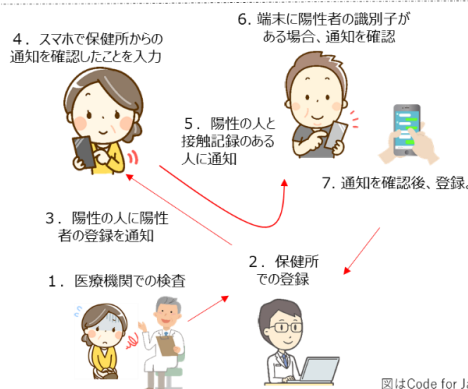 6．端末に陽性者の識別子が
ある場合、通知を確認
4．スマホで保健所からの
通知を確認したことを入力
5．陽性の人と
接触記録のある
人に通知
7．通知を確認後、登録。
3．陽性の人に陽性
者の登録を通知
2．保健所
での登録
1．医療機関での検査
図はCode for Ja